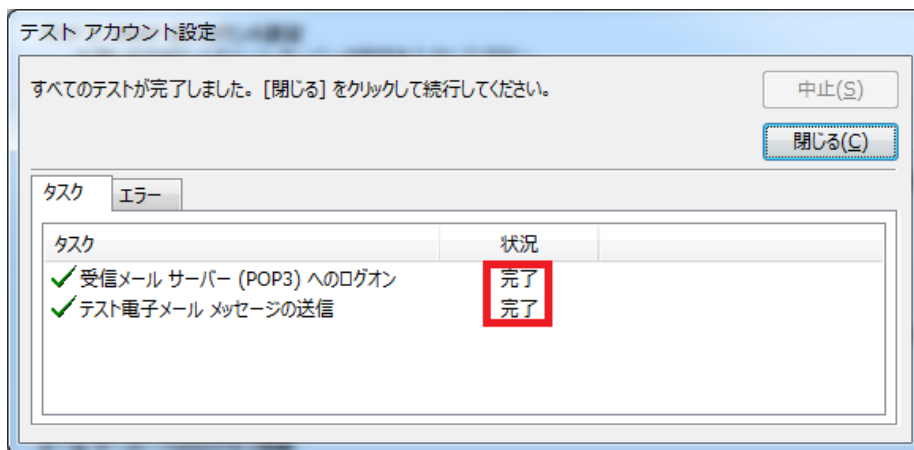 テスト アカウント設定
すべてのテストが完了しました。[閉じる] をクリックして続行してください。
中止(S)
閉じる(C)
タスク エラー
タスク 状況
受信メール サーバー (POP3) へのログオン 完了
テスト電子メール メッセージの送信 完了